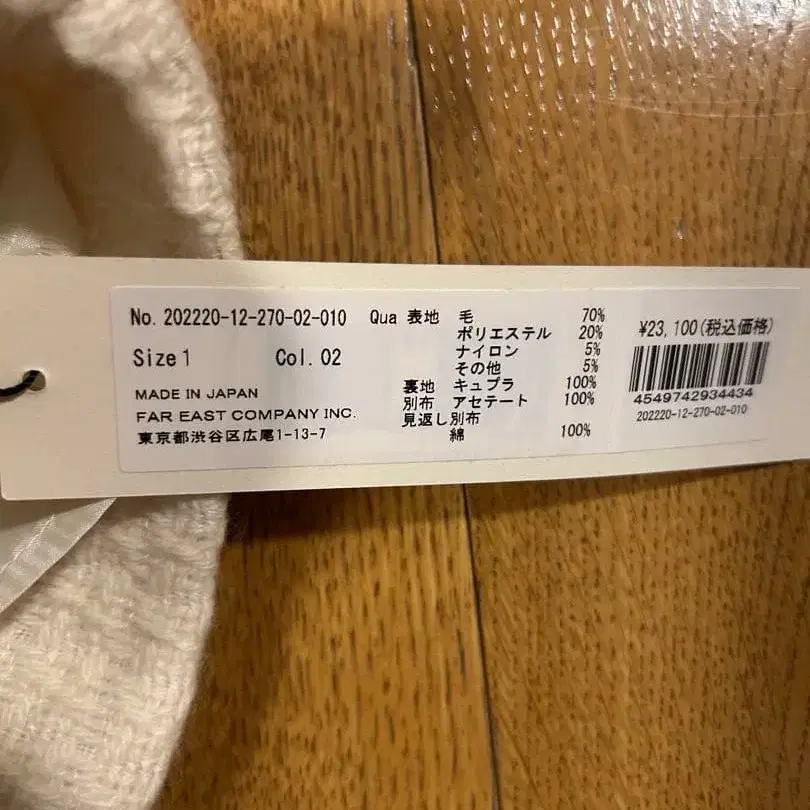 No. 202220-12-270-02-010
Size 1 Col. 02
MADE IN JAPAN
FAR EAST COMPANY INC.
東京都渋谷区広尾1-13-7
Qua 表地 毛 70%
ポリエステル 20%
ナイロン 5%
その他 5%
裏地 キュプラ 100%
別布 アセテート 100%
見返し別布
綿 100%
¥23,100(税込価格)
4549742934434
202220-12-270-02-010